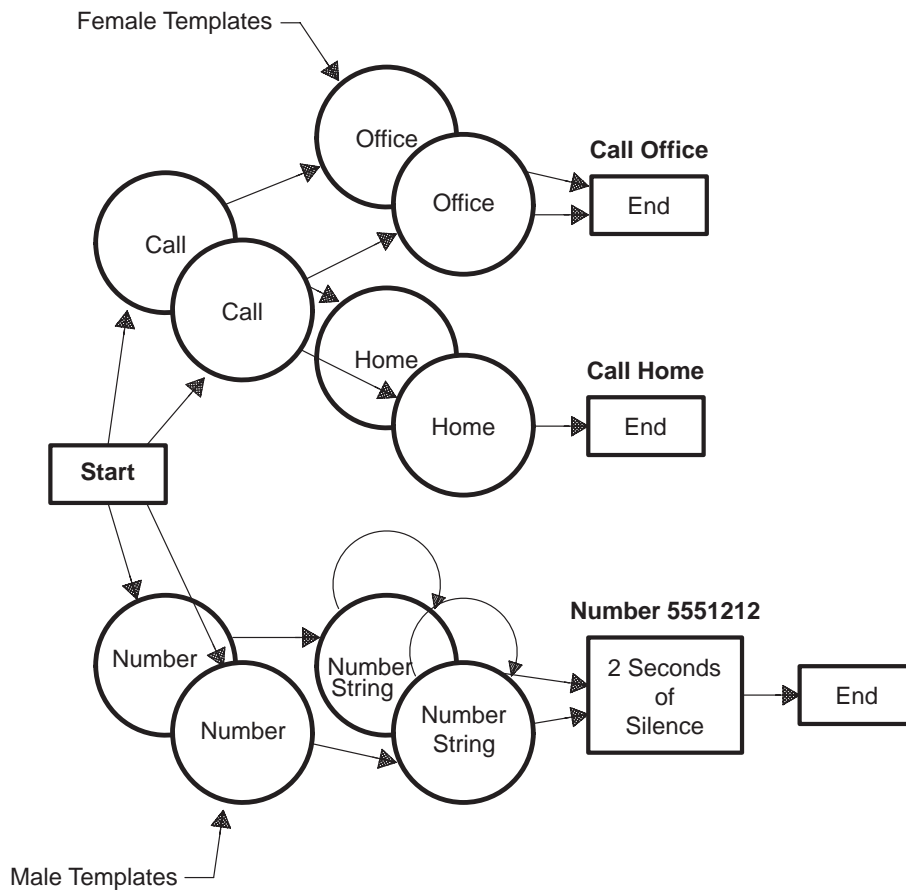 Female Templates
Office
Call Office
Office
End
Call
Call
Home
Call Home
Home
End
Start
Number
Number
String
Number 5551212
2 Seconds
of
Silence
End
Number
Number
String
Male Templates